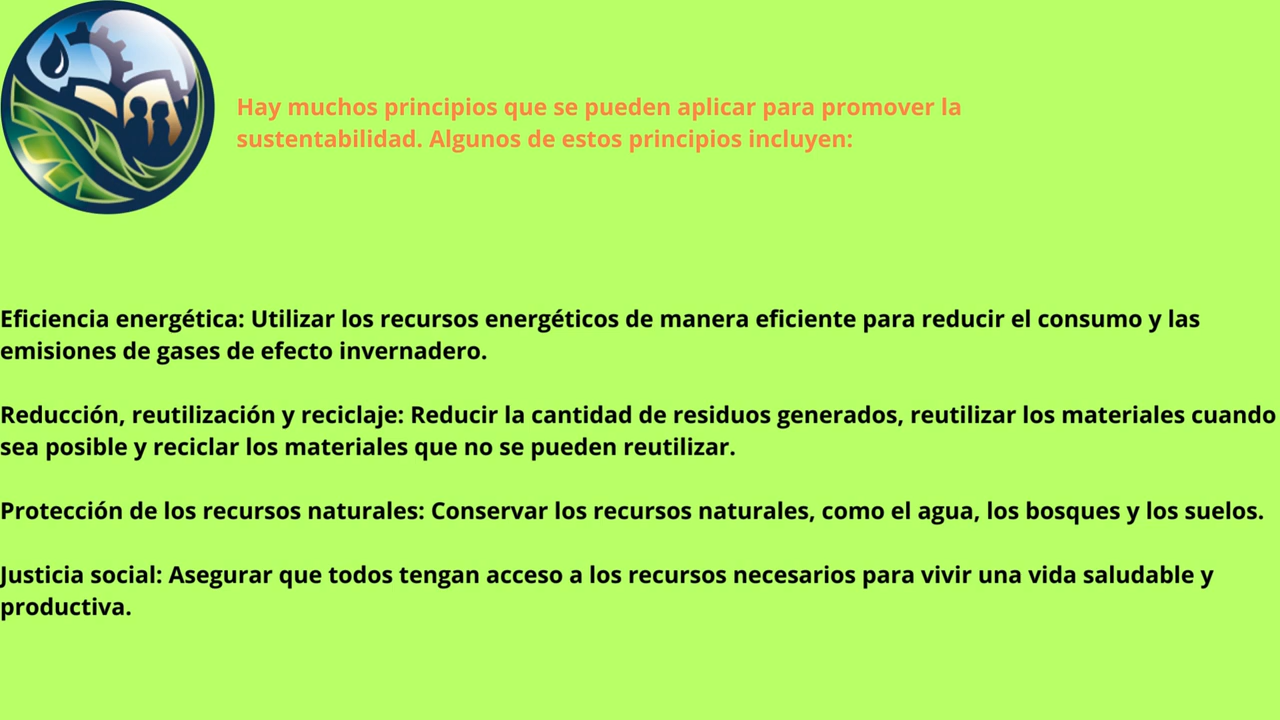 Hay muchos principios que se pueden aplicar para promover la
sustentabilidad. Algunos de estos principios incluyen:
Eficiencia energética: Utilizar los recursos energéticos de manera eficiente para reducir el consumo y las
emisiones de gases de efecto invernadero.
Reducción, reutilización y reciclaje: Reducir la cantidad de residuos generados, reutilizar los materiales cuando
sea posible y reciclar los materiales que no se pueden reutilizar.
Protección de los recursos naturales: Conservar los recursos naturales, como el agua, los bosques y los suelos.
Justicia social: Asegurar que todos tengan acceso a los recursos necesarios para vivir una vida saludable y
productiva.